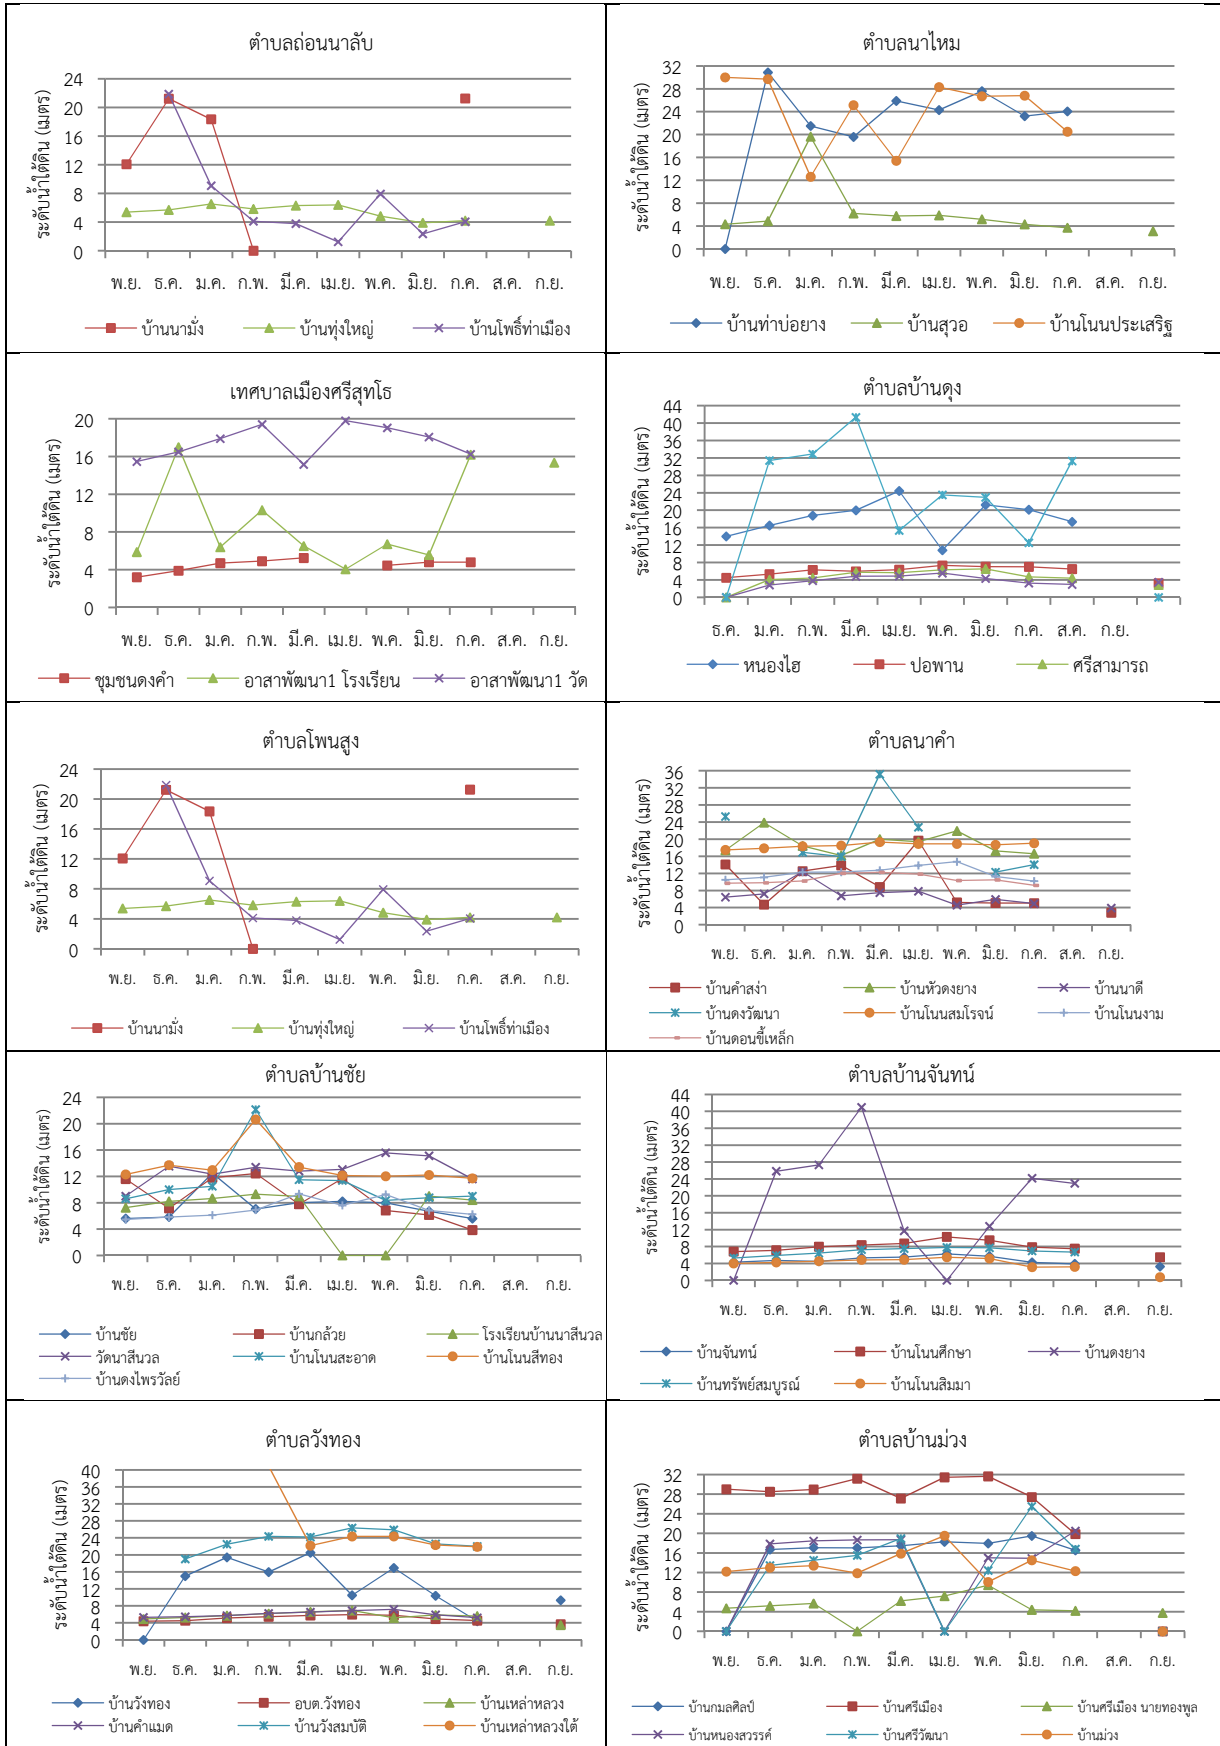 ตำบลถ่อนนาลับ
ระดับน้ำใต้ดิน (เมตร)
24
20
16
12
8
4
0
พ.ย. ธ.ค. ม.ค. ก.พ. มี.ค. เม.ย. พ.ค. มิ.ย. ก.ค. ส.ค. ก.ย.
บ้านนามั่ง บ้านทุ่งใหญ่ บ้านโพธิ์ท่าเมือง
ตำบลนาไหม
ระดับน้ำใต้ดิน (เมตร)
32
28
24
20
16
12
8
4
0
พ.ย. ธ.ค. ม.ค. ก.พ. มี.ค. เม.ย. พ.ค. มิ.ย. ก.ค. ส.ค. ก.ย.
บ้านท่าบ่อยาง บ้านสุวอ บ้านโนนประเสริฐ
เทศบาลเมืองศรีสุทโธ
ระดับน้ำใต้ดิน (เมตร)
20
16
12
8
4
0
พ.ย. ธ.ค. ม.ค. ก.พ. มี.ค. เม.ย. พ.ค. มิ.ย. ก.ค. ส.ค. ก.ย.
ชุมชนดงคำ อาสาพัฒนา1 โรงเรียน อาสาพัฒนา1 วัด
ตำบลบ้านดุง
ระดับน้ำใต้ดิน (เมตร)
44
40
36
32
28
24
20
16
12
8
4
0
ธ.ค. ม.ค. ก.พ. มี.ค. เม.ย. พ.ค. มิ.ย. ก.ค. ส.ค. ก.ย.
หนองไฮ ปอพาน ศรีสามารถ
ตำบลโพนสูง
ระดับน้ำใต้ดิน (เมตร)
24
20
16
12
8
4
0
พ.ย. ธ.ค. ม.ค. ก.พ. มี.ค. เม.ย. พ.ค. มิ.ย. ก.ค. ส.ค. ก.ย.
บ้านนามั่ง บ้านทุ่งใหญ่ บ้านโพธิ์ท่าเมือง
ตำบลนาคำ
ระดับน้ำใต้ดิน (เมตร)
36
32
28
24
20
16
12
8
4
0
พ.ย. ธ.ค. ม.ค. ก.พ. มี.ค. เม.ย. พ.ค. มิ.ย. ก.ค. ส.ค. ก.ย.
บ้านคำสง่า บ้านหัวดงยาง บ้านนาดี
บ้านดงวัฒนา บ้านโนนสมโรจน์ บ้านโนนงาม
บ้านดอนขี้เหล็ก
ตำบลบ้านชัย
ระดับน้ำใต้ดิน (เมตร)
24
20
16
12
8
4
0
พ.ย. ธ.ค. ม.ค. ก.พ. มี.ค. เม.ย. พ.ค. มิ.ย. ก.ค. ส.ค. ก.ย.
บ้านชัย บ้านกล้วย โรงเรียนบ้านนาสีนวล
วัดนาสีนวล บ้านโนนสะอาด บ้านโนนสีทอง
บ้านดงไพรวัลย์
ตำบลบ้านจันทน์
ระดับน้ำใต้ดิน (เมตร)
44
40
36
32
28
24
20
16
12
8
4
0
พ.ย. ธ.ค. ม.ค. ก.พ. มี.ค. เม.ย. พ.ค. มิ.ย. ก.ค. ส.ค. ก.ย.
บ้านจันทน์ บ้านโนนศึกษา บ้านดงยาง
บ้านทรัพย์สมบูรณ์ บ้านโนนสิมมา
ตำบลวังทอง
ระดับน้ำใต้ดิน (เมตร)
40
36
32
28
24
20
16
12
8
4
0
พ.ย. ธ.ค. ม.ค. ก.พ. มี.ค. เม.ย. พ.ค. มิ.ย. ก.ค. ส.ค. ก.ย.
บ้านวังทอง อบต.วังทอง บ้านเหล่าหลวง
บ้านคำแมด บ้านวังสมบัติ บ้านเหล่าหลวงใต้
ตำบลบ้านม่วง
ระดับน้ำใต้ดิน (เมตร)
32
28
24
20
16
12
8
4
0
พ.ย. ธ.ค. ม.ค. ก.พ. มี.ค. เม.ย. พ.ค. มิ.ย. ก.ค. ส.ค. ก.ย.
บ้านกมลศิลป์ บ้านศรีเมือง บ้านศรีเมือง นายทองพูล
บ้านหนองสวรรค์ บ้านศรีวัฒนา บ้านม่วง